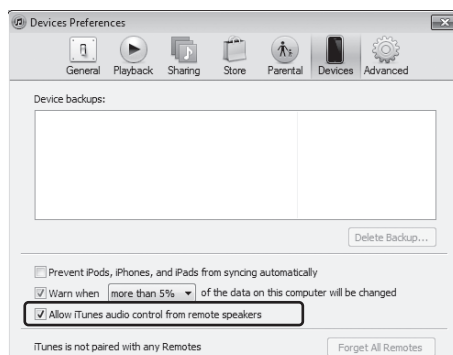 Devices Preferences
General Playback Sharing Store Parental Devices Advanced
Device backups:
Delete Backup...
Prevent iPods, iPhones, and iPads from syncing automatically
Warn when more than 5% of the data on this computer will be changed
Allow iTunes audio control from remote speakers
iTunes is not paired with any Remotes
Forget All Remotes